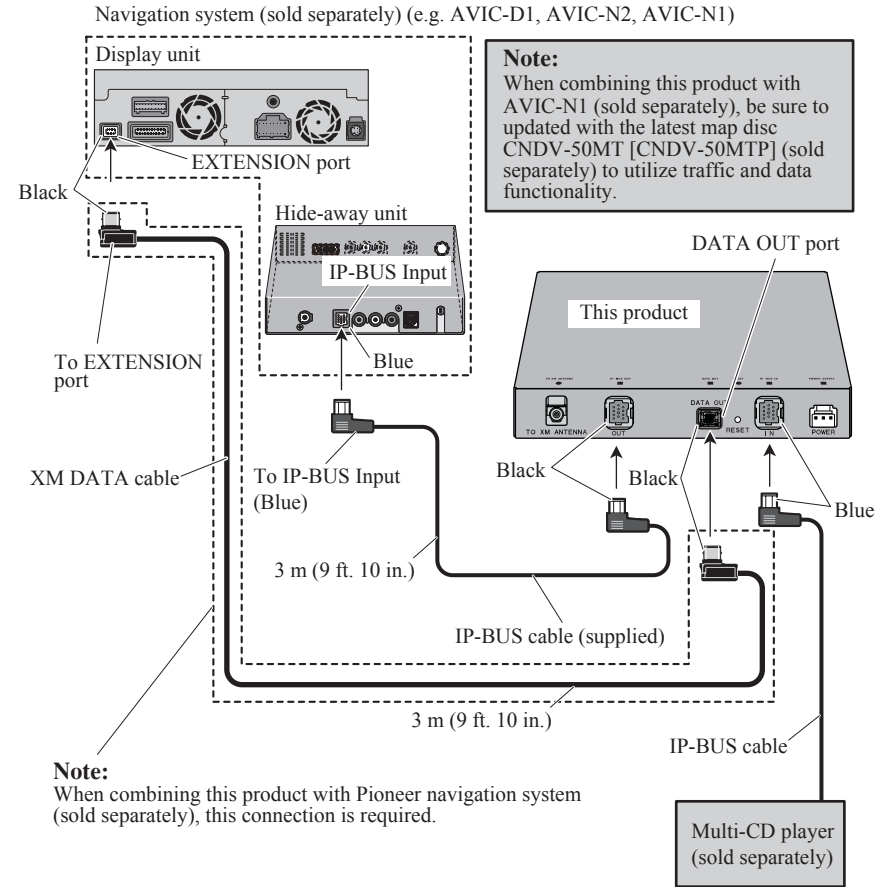 Navigation system (sold separately) (e.g. AVIC-D1, AVIC-N2, AVIC-N1)
Display unit
EXTENSION port
Black
Note:
When combining this product with
AVIC-N1 (sold separately), be sure to
updated with the latest map disc
CNDV-50MT [CNDV-50MTP] (sold
separately) to utilize traffic and data
functionality.
Hide-away unit
IP-BUS Input
Blue
To EXTENSION
port
DATA OUT port
This product
DATA OUT
TO XM ANTENNA
OUT
RESET
IN
POWER
XM DATA cable
To IP-BUS Input
(Blue)
Black
Black
Blue
3 m (9 ft. 10 in.)
IP-BUS cable (supplied)
3 m (9 ft. 10 in.)
IP-BUS cable
Note:
When combining this product with Pioneer navigation system
(sold separately), this connection is required.
Multi-CD player
(sold separately)